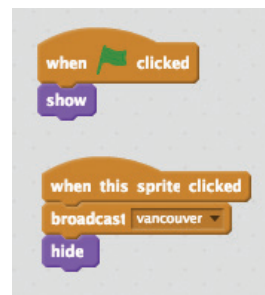 when clicked
show
when this sprite clicked
broadcast vancouver
hide